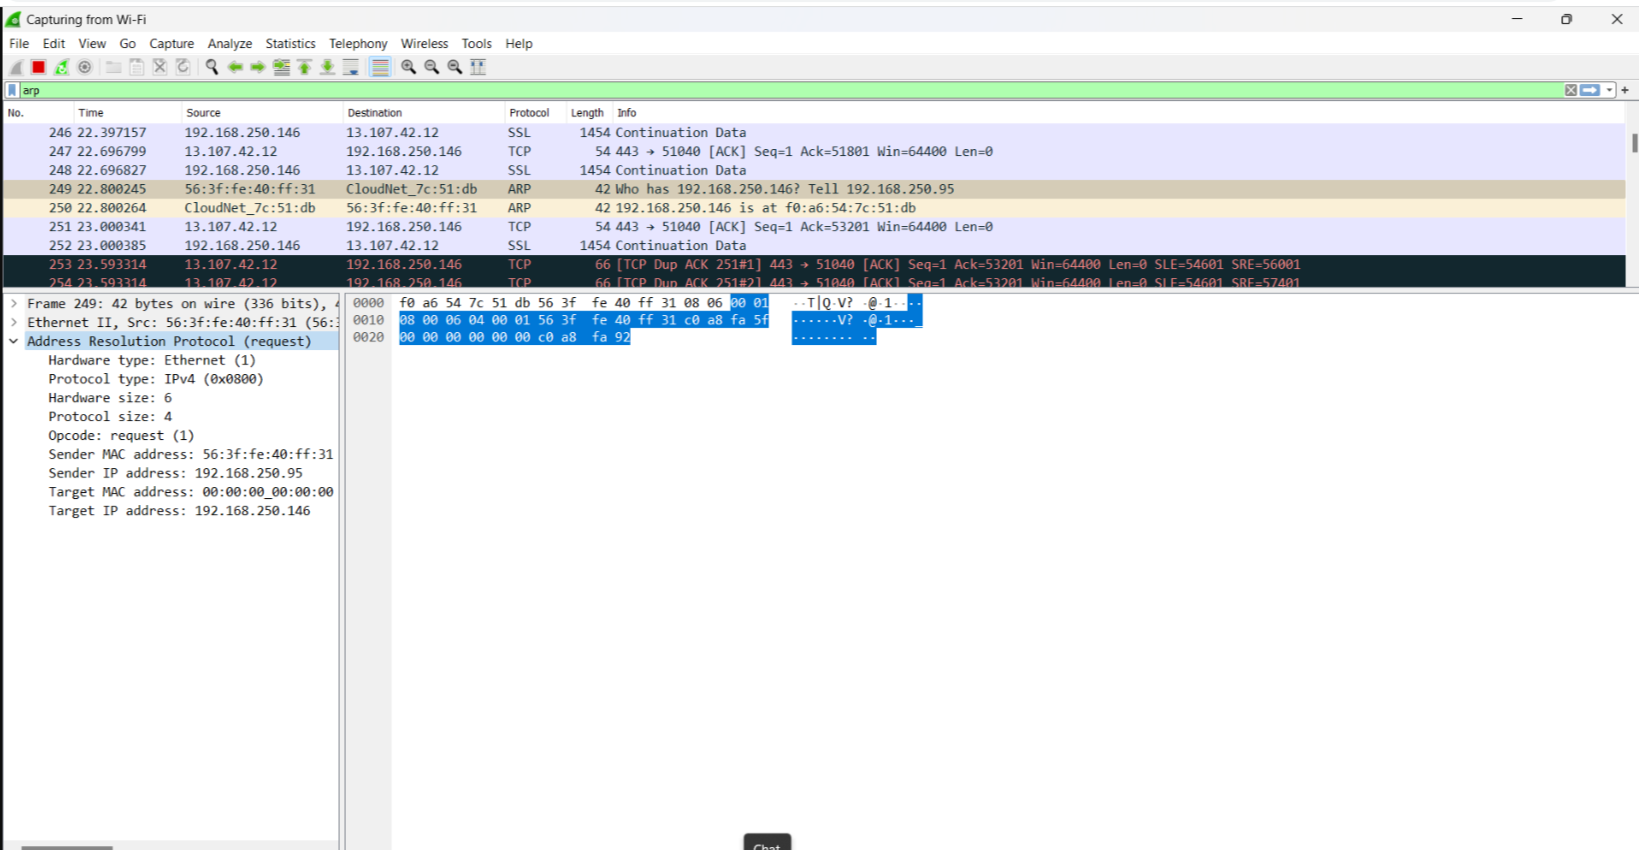 Capturing from Wi-Fi
File Edit View Go Capture Analyze Statistics Telephony Wireless Tools Help
arp
No. Time Source Destination Protocol Length Info
246 22.397157 192.168.250.146 13.107.42.12 SSL 1454 Continuation Data
247 22.696799 13.107.42.12 192.168.250.146 TCP 54 443 → 51040 [ACK] Seq=1 Ack=51801 Win=64400 Len=0
248 22.696827 192.168.250.146 13.107.42.12 SSL 1454 Continuation Data
249 22.800245 56:3f:fe:40:ff:31 CloudNet_7c:51:db ARP 42 Who has 192.168.250.146? Tell 192.168.250.95
250 22.800264 CloudNet_7c:51:db 56:3f:fe:40:ff:31 ARP 42 192.168.250.146 is at f0:a6:54:7c:51:db
251 23.000341 13.107.42.12 192.168.250.146 TCP 54 443 → 51040 [ACK] Seq=1 Ack=53201 Win=64400 Len=0
252 23.000385 192.168.250.146 13.107.42.12 SSL 1454 Continuation Data
253 23.593314 13.107.42.12 192.168.250.146 TCP 66 [TCP Dup ACK 251#1] 443 → 51040 [ACK] Seq=1 Ack=53201 Win=64400 Len=0 SLE=54601 SRE=56001
254 23.593314 13.107.42.12 192.168.250.146 TCP 66 [TCP Dup ACK 251#2] 443 → 51040 [ACK] Seq=1 Ack=53201 Win=64400 Len=0 SLE=54601 SRE=57401
Frame 249: 42 bytes on wire (336 bits), 4
Ethernet II, Src: 56:3f:fe:40:ff:31 (56:3
Address Resolution Protocol (request)
Hardware type: Ethernet (1)
Protocol type: IPv4 (0x0800)
Hardware size: 6
Protocol size: 4
Opcode: request (1)
Sender MAC address: 56:3f:fe:40:ff:31
Sender IP address: 192.168.250.95
Target MAC address: 00:00:00_00:00:00
Target IP address: 192.168.250.146
0000 f0 a6 54 7c 51 db 56 3f fe 40 ff 31 08 06 00 01 ··T|Q·V? ·@·1····
0010 08 00 06 04 00 01 56 3f fe 40 ff 31 c0 a8 fa 5f ······V? ·@·1···_
0020 00 00 00 00 00 00 c0 a8 fa 92 ········ ··
Chat